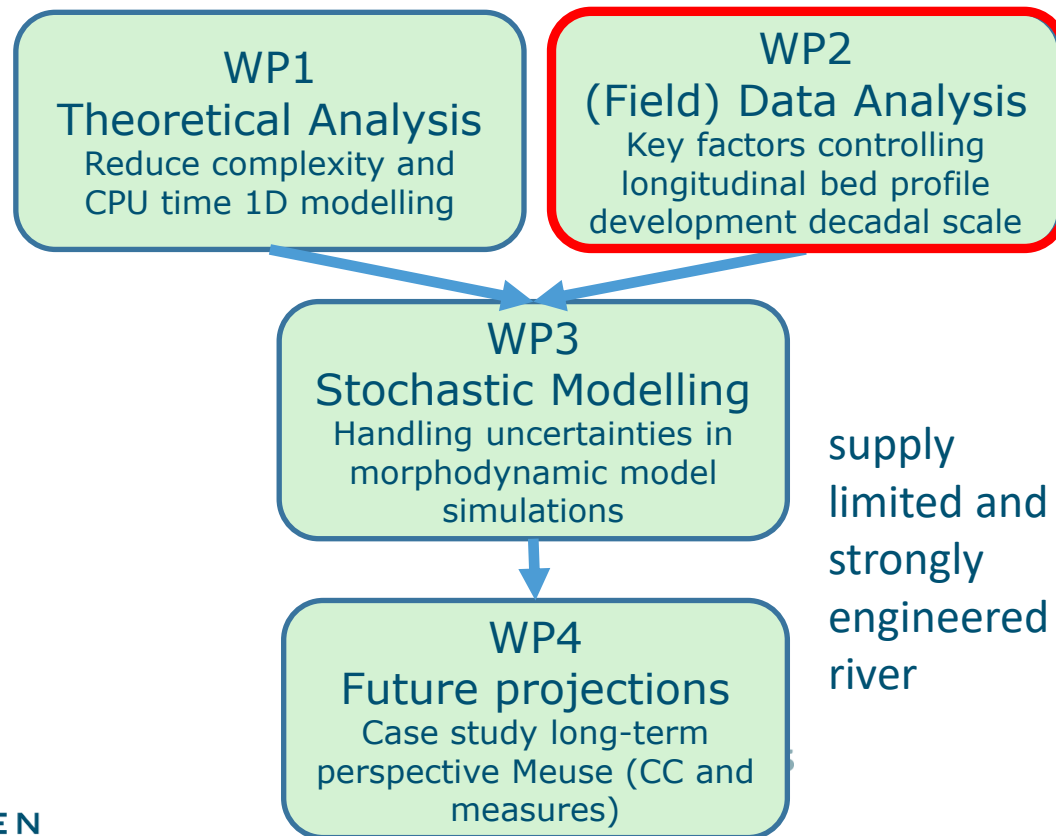 WP1
Theoretical Analysis
Reduce complexity and
CPU time 1D modelling
WP2
(Field) Data Analysis
Key factors controlling
longitudinal bed profile
development decadal scale
WP3
Stochastic Modelling
Handling uncertainties in
morphodynamic model
simulations
supply
limited and
strongly
engineered
river
WP4
Future projections
Case study long-term
perspective Meuse (CC and
measures)
EN